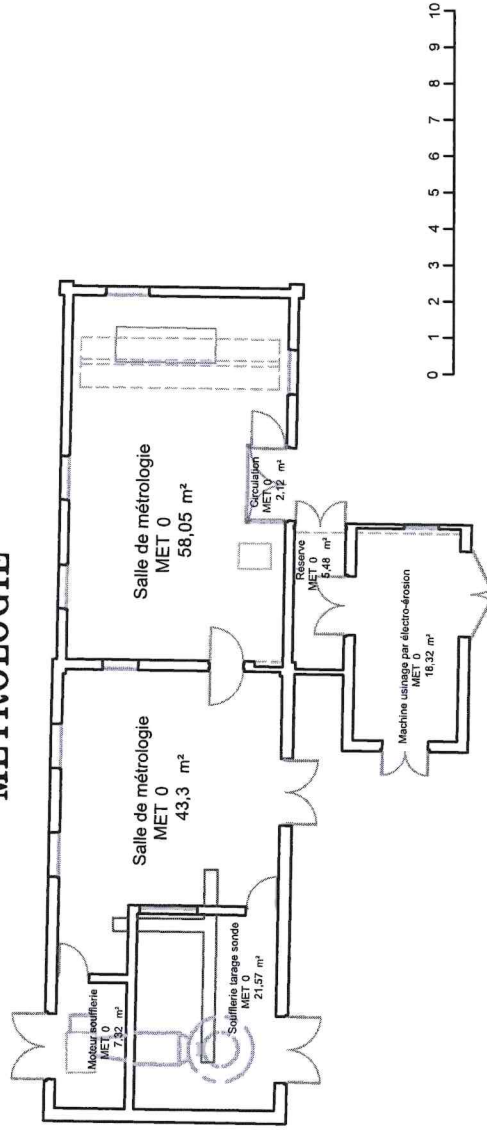 METROLOGIE
Salle de métrologie
MET 0
58,05 m²
Salle de métrologie
MET 0
43,3 m²
Circulation
MET 0
2,12 m²
Réserve
MET 0
5,48 m²
Machine usinage par électro-érosion
MET 0
18,32 m²
Moteur soufflerie
MET 0
7,32 m²
Soufflerie tarage sonde
MET 0
21,57 m²
0 1 2 3 4 5 6 7 8 9 10